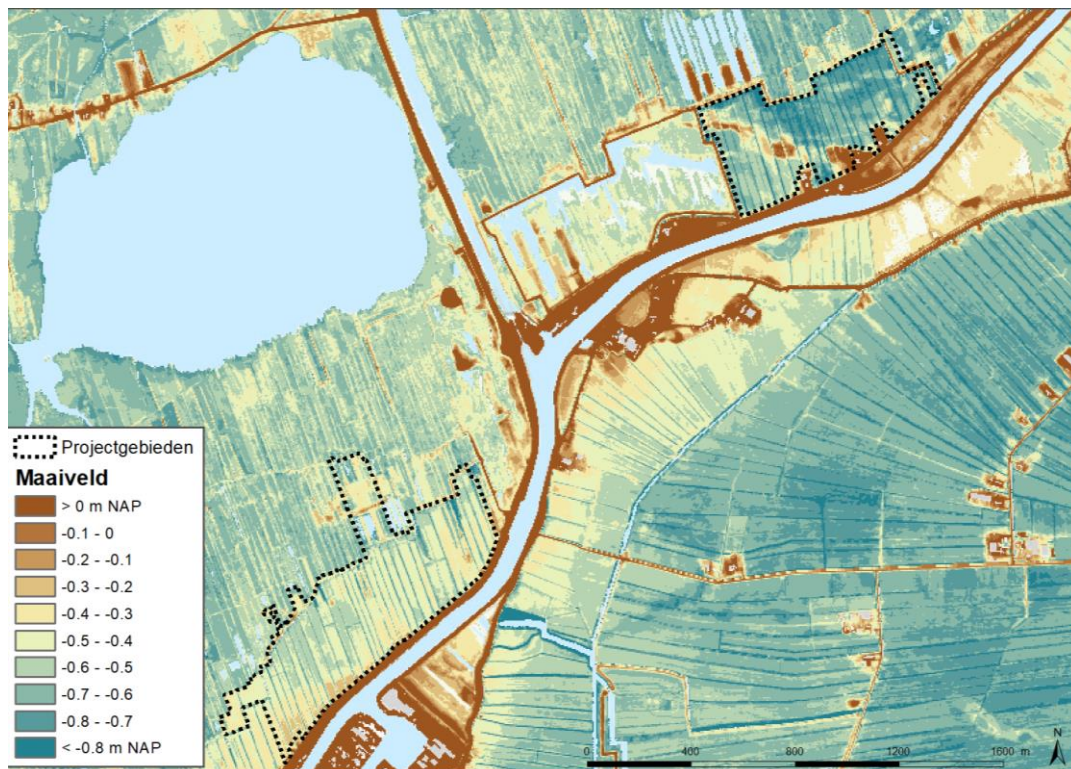 Projectgebieden
Maaiveld
> 0 m NAP
-0.1 - 0
-0.2 - -0.1
-0.3 - -0.2
-0.4 - -0.3
-0.5 - -0.4
-0.6 - -0.5
-0.7 - -0.6
-0.8 - -0.7
< -0.8 m NAP
0 400 800 1200 1600 m
N